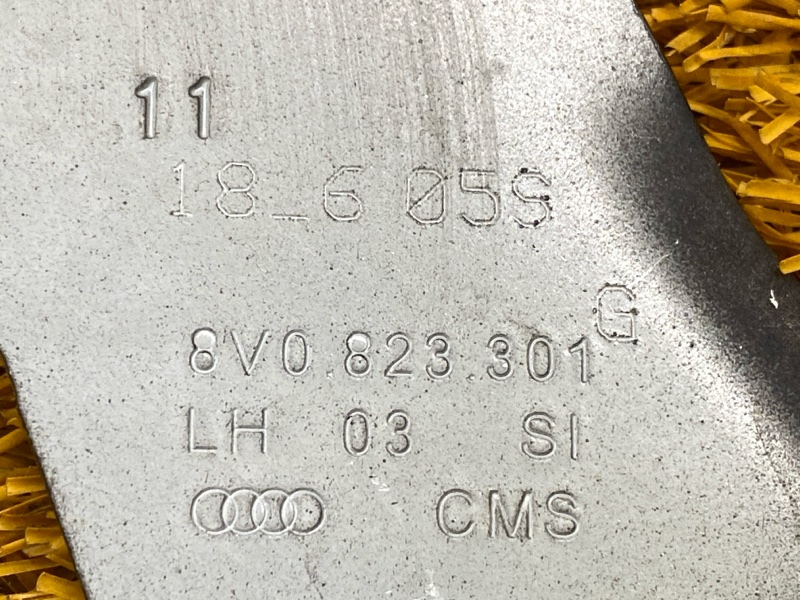 11
18_6 05S
G
8V0.823.301
LH 03 SI
CMS